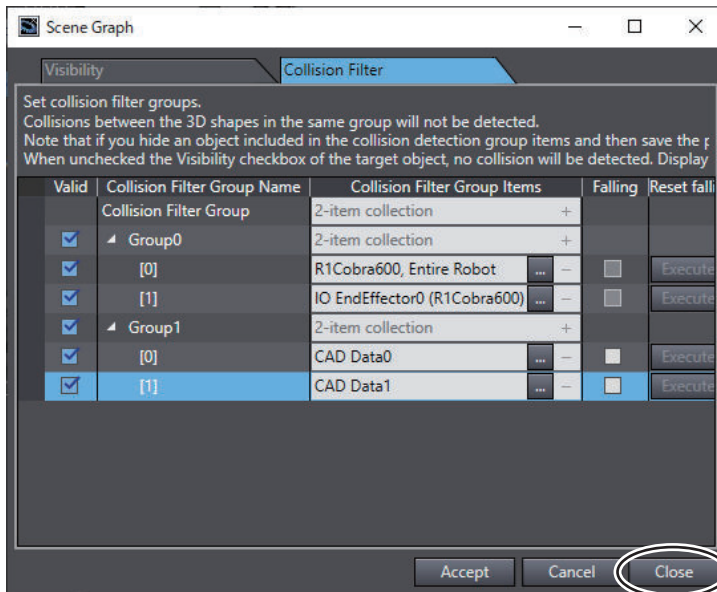 Scene Graph
Visibility
Collision Filter
Set collision filter groups.
Collisions between the 3D shapes in the same group will not be detected.
Note that if you hide an object included in the collision detection group items and then save the p
When unchecked the Visibility checkbox of the target object, no collision will be detected. Display
Valid Collision Filter Group Name Collision Filter Group Items Falling Reset falli
Collision Filter Group 2-item collection +
Group0 2-item collection +
[0] R1Cobra600, Entire Robot ... − Execute
[1] IO EndEffector0 (R1Cobra600) ... − Execute
Group1 2-item collection +
[0] CAD Data0 ... − Execute
[1] CAD Data1 ... − Execute
Accept Cancel Close